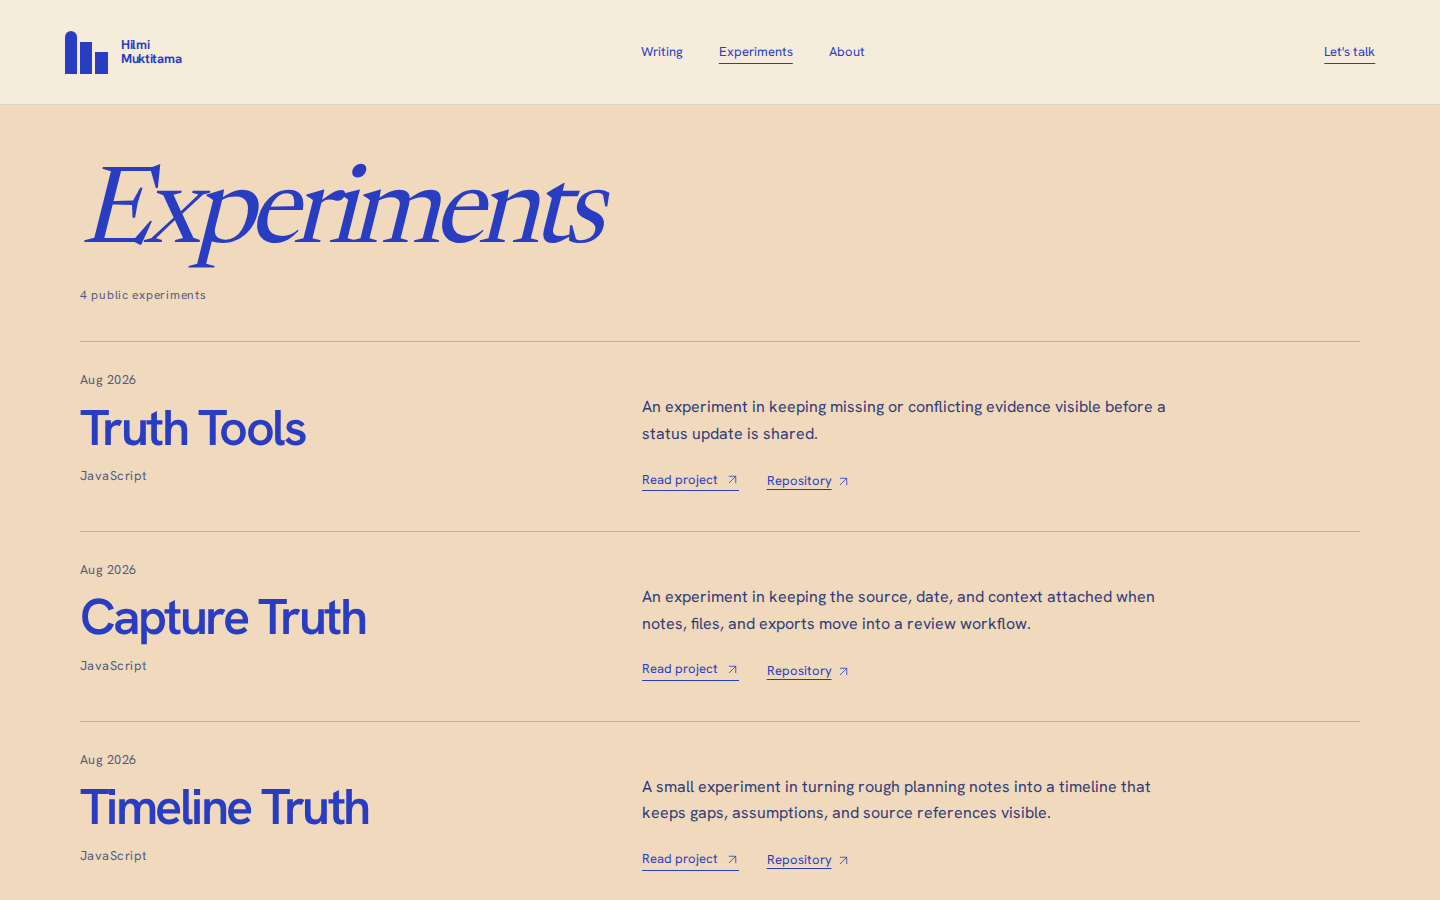 Hilmi
Muktitama
Writing
Experiments
About
Let's talk
Experiments
4 public experiments
Aug 2026
Truth Tools
JavaScript
An experiment in keeping missing or conflicting evidence visible before a
status update is shared.
Read project
Repository
Aug 2026
Capture Truth
JavaScript
An experiment in keeping the source, date, and context attached when
notes, files, and exports move into a review workflow.
Read project
Repository
Aug 2026
Timeline Truth
JavaScript
A small experiment in turning rough planning notes into a timeline that
keeps gaps, assumptions, and source references visible.
Read project
Repository